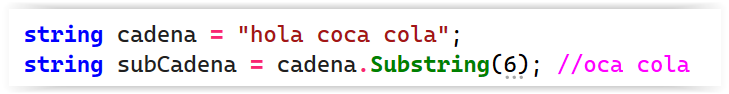 string cadena = "hola coca cola";
string subCadena = cadena.Substring(6); //oca cola